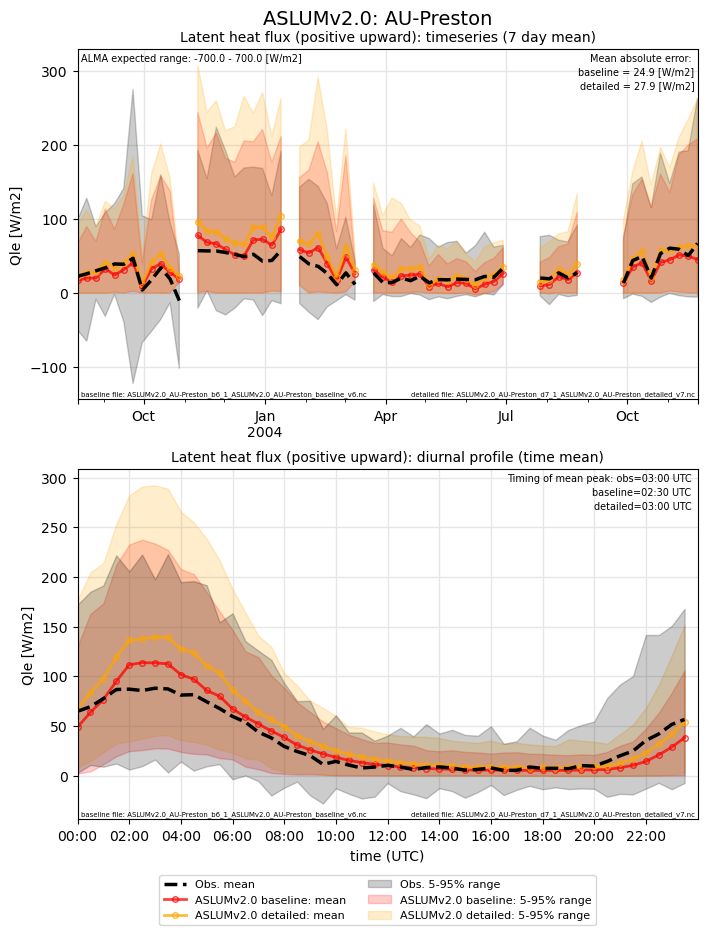 ASLUMv2.0: AU-Preston
Latent heat flux (positive upward): timeseries (7 day mean)
ALMA expected range: -700.0 - 700.0 [W/m2]
Mean absolute error:
baseline = 24.9 [W/m2]
detailed = 27.9 [W/m2]
300
200
100
0
−100
Qle [W/m2]
baseline file: ASLUMv2.0_AU-Preston_b6_1_ASLUMv2.0_AU-Preston_baseline_v6.nc
detailed file: ASLUMv2.0_AU-Preston_d7_1_ASLUMv2.0_AU-Preston_detailed_v7.nc
Oct Jan Apr Jul Oct
2004
Latent heat flux (positive upward): diurnal profile (time mean)
Timing of mean peak: obs=03:00 UTC
baseline=02:30 UTC
detailed=03:00 UTC
300
250
200
150
100
50
0
Qle [W/m2]
baseline file: ASLUMv2.0_AU-Preston_b6_1_ASLUMv2.0_AU-Preston_baseline_v6.nc
detailed file: ASLUMv2.0_AU-Preston_d7_1_ASLUMv2.0_AU-Preston_detailed_v7.nc
00:00 02:00 04:00 06:00 08:00 10:00 12:00 14:00 16:00 18:00 20:00 22:00
time (UTC)
Obs. mean
ASLUMv2.0 baseline: mean
ASLUMv2.0 detailed: mean
Obs. 5-95% range
ASLUMv2.0 baseline: 5-95% range
ASLUMv2.0 detailed: 5-95% range